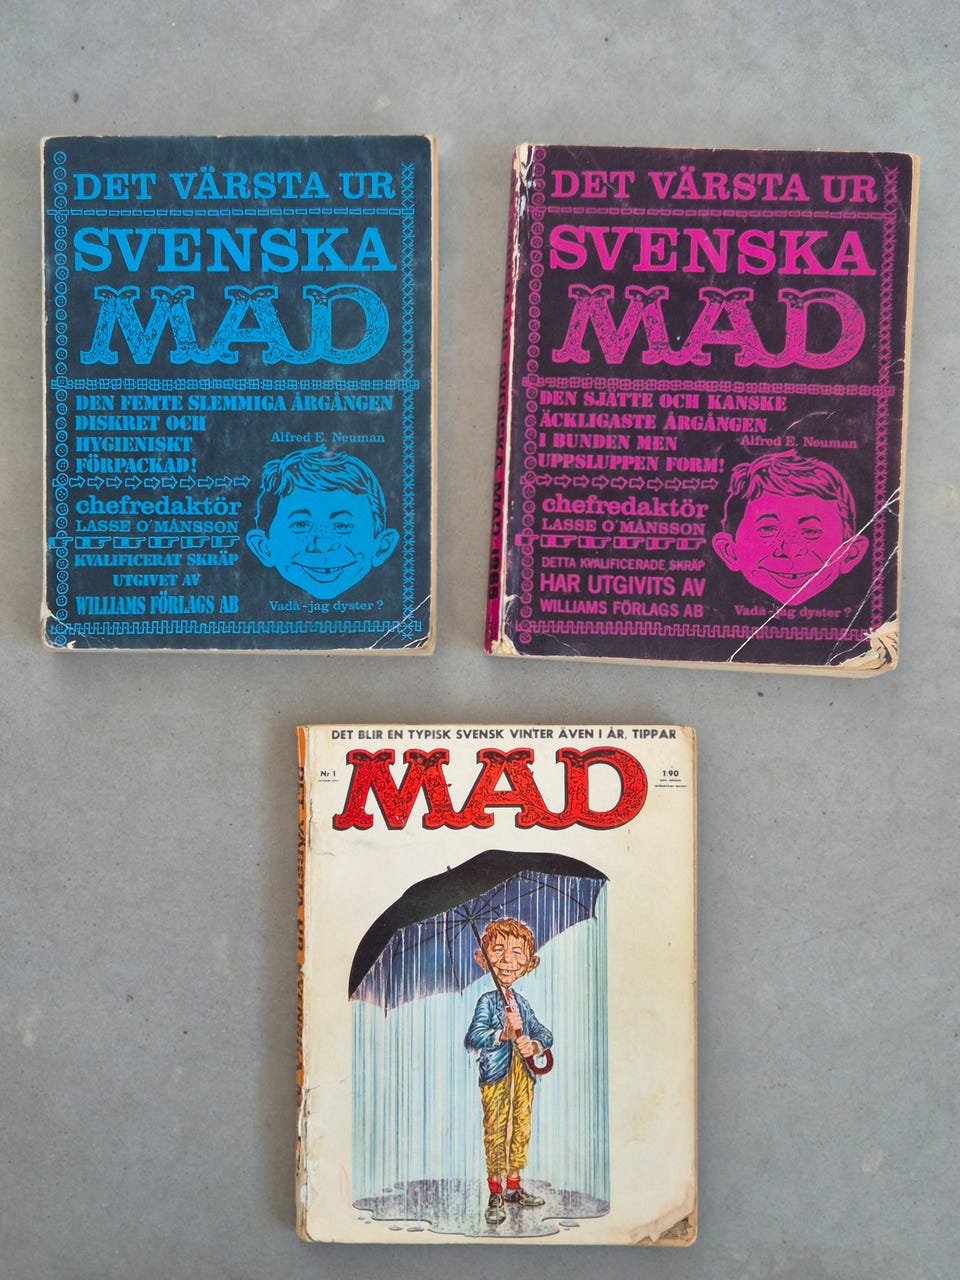 DET VÄRSTA UR
SVENSKA
MAD
DEN FEMTE SLEMMIGA ÅRGÅNGEN
DISKRET OCH
HYGIENISKT
FÖRPACKAD!
Alfred E. Neuman
chefredaktör
LASSE O'MÅNSSON
KVALIFICERAT SKRÄP
UTGIVET AV
WILLIAMS FÖRLAGS AB
Vadå-jag dyster?
DET VÄRSTA UR
SVENSKA
MAD
DEN SJÄTTE OCH KANSKE
ÄCKLIGASTE ÅRGÅNGEN
I BUNDEN MEN
UPPSLUPPEN FORM!
Alfred E. Neuman
chefredaktör
LASSE O'MÅNSSON
DETTA KVALIFICERADE SKRÄP
HAR UTGIVITS AV
WILLIAMS FÖRLAGS AB
Vadå-jag dyster?
DET BLIR EN TYPISK SVENSK VINTER ÄVEN I ÅR, TIPPAR
Nr 1
MAD
1:90
DET VÄRSTA UR